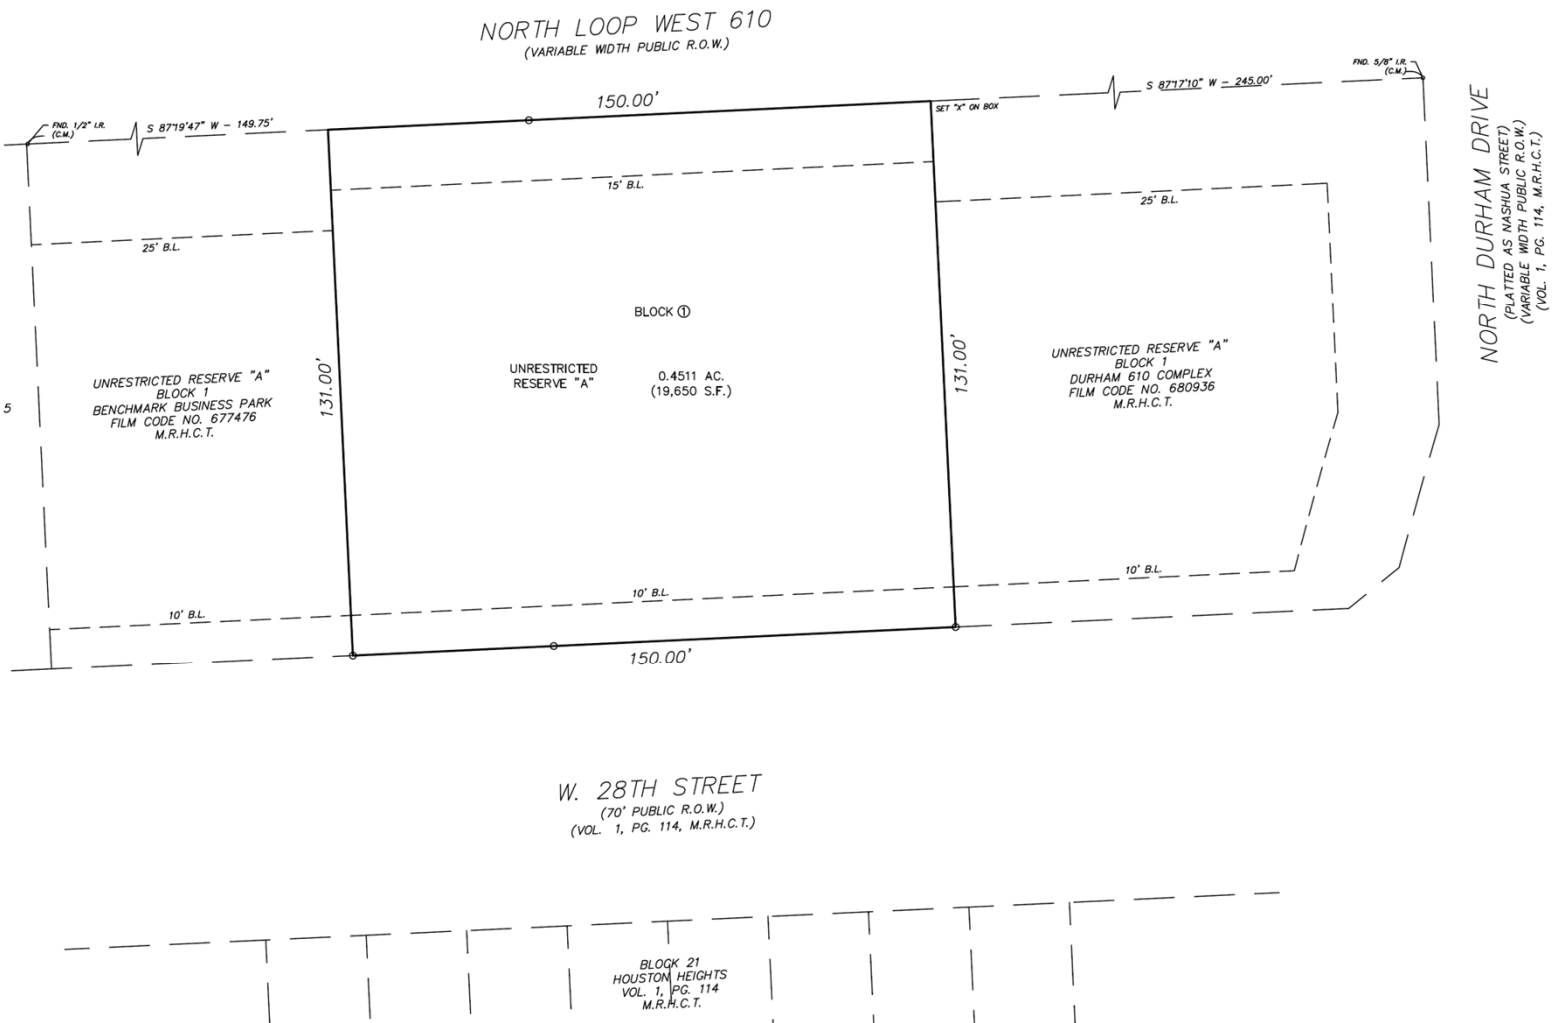 NORTH LOOP WEST 610
(VARIABLE WIDTH PUBLIC R.O.W.)
FND. 5/8" I.R.
(C.M.)
S 87°17'10" W - 245.00'
150.00'
SET "X" ON BOX
FND. 1/2" I.R.
(C.M.)
S 87°19'47" W - 149.75'
NORTH DURHAM DRIVE
(PLATTED AS NASHUA STREET)
(VARIABLE WIDTH PUBLIC R.O.W.)
(VOL. 1, PG. 114, M.R.H.C.T.)
15' B.L.
25' B.L.
25' B.L.
BLOCK 1
UNRESTRICTED
RESERVE "A"
0.4511 AC.
(19,650 S.F.)
131.00'
131.00'
UNRESTRICTED RESERVE "A"
BLOCK 1
BENCHMARK BUSINESS PARK
FILM CODE NO. 677476
M.R.H.C.T.
5
UNRESTRICTED RESERVE "A"
BLOCK 1
DURHAM 610 COMPLEX
FILM CODE NO. 680936
M.R.H.C.T.
10' B.L.
10' B.L.
10' B.L.
150.00'
W. 28TH STREET
(70' PUBLIC R.O.W.)
(VOL. 1, PG. 114, M.R.H.C.T.)
BLOCK 21
HOUSTON HEIGHTS
VOL. 1, PG. 114
M.R.H.C.T.